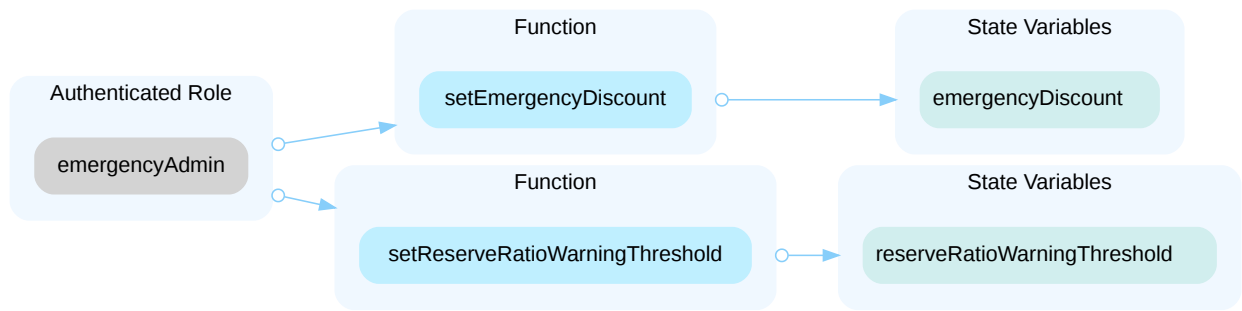 Authenticated Role
emergencyAdmin
Function
setEmergencyDiscount
State Variables
emergencyDiscount
Function
setReserveRatioWarningThreshold
State Variables
reserveRatioWarningThreshold